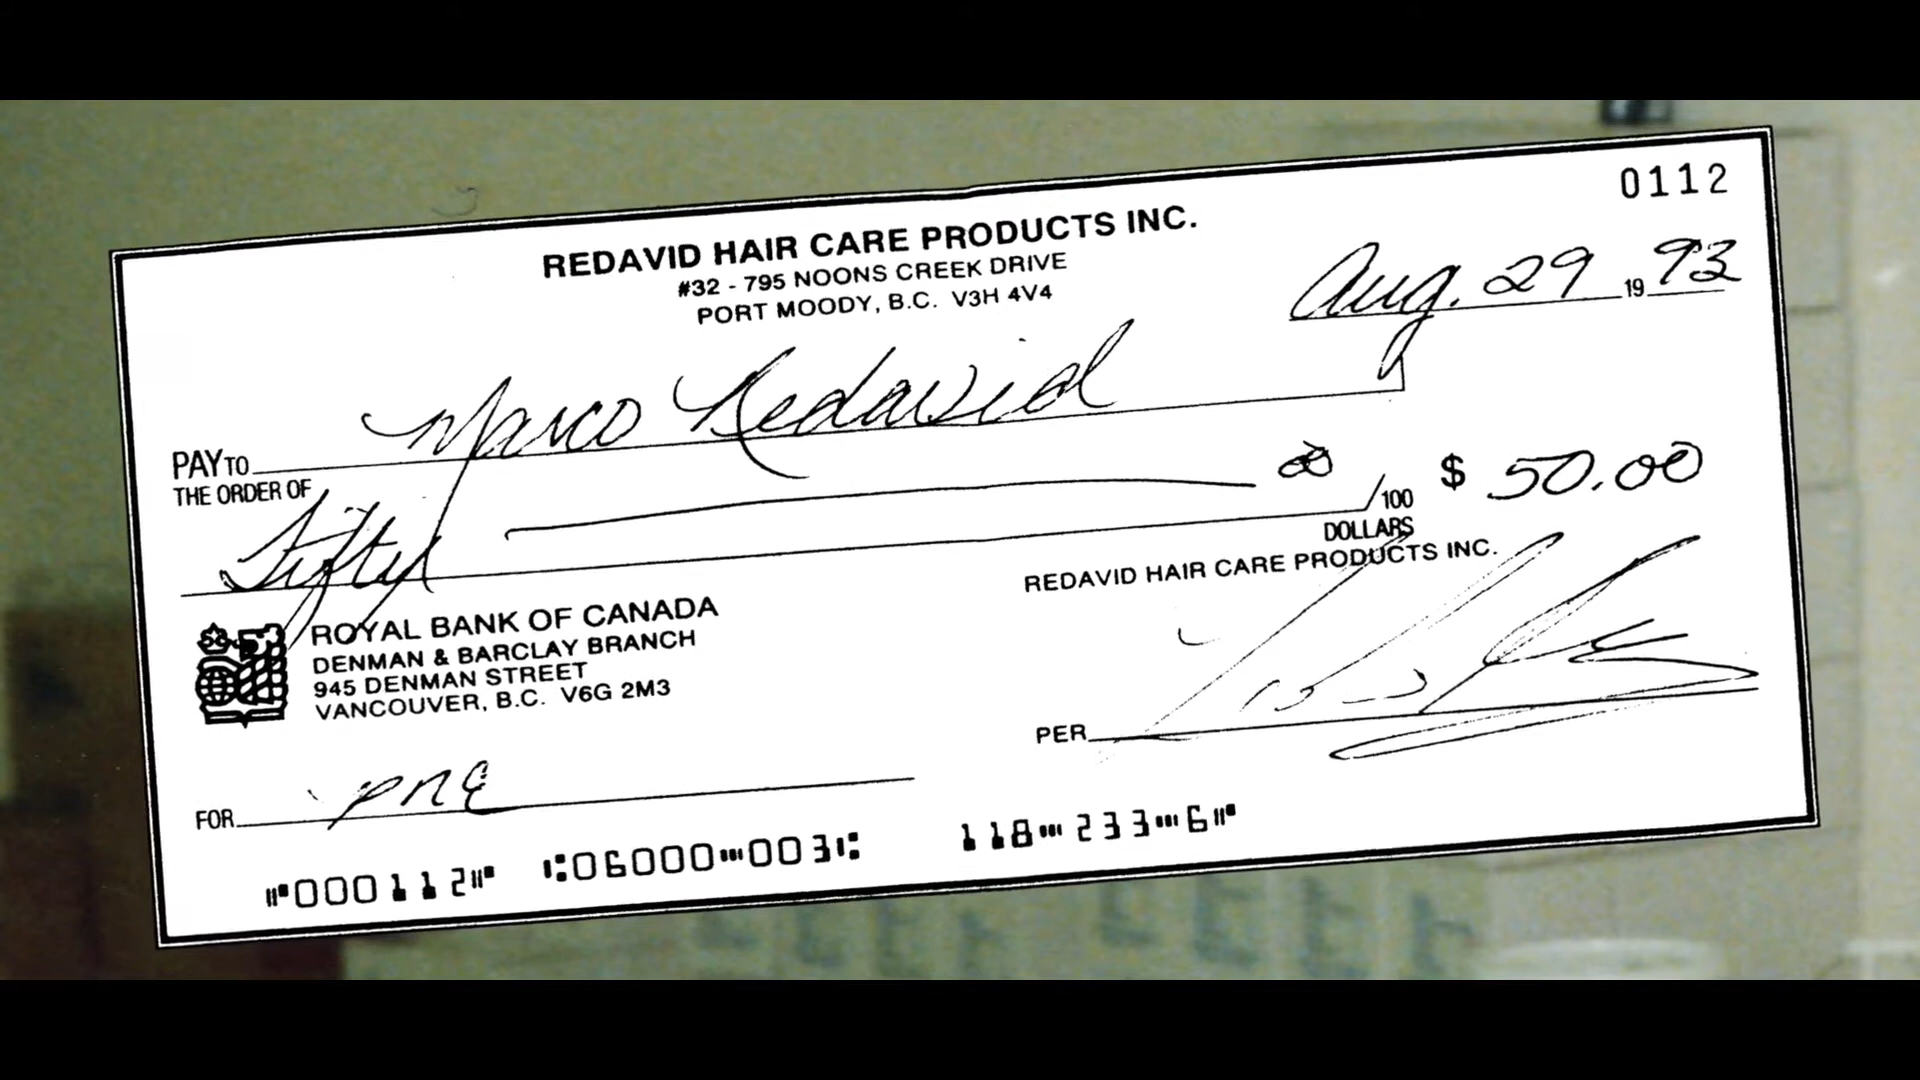 0112
REDAVID HAIR CARE PRODUCTS INC.
#32 - 795 NOONS CREEK DRIVE
PORT MOODY, B.C. V3H 4V4
Aug. 29 1993
PAY TO THE ORDER OF Marco Redavid
Fifty 00/100 DOLLARS $ 50.00
REDAVID HAIR CARE PRODUCTS INC.
ROYAL BANK OF CANADA
DENMAN & BARCLAY BRANCH
945 DENMAN STREET
VANCOUVER, B.C. V6G 2M3
PER
FOR PNE
⑈000112⑈ ⑆06000⑉003⑆ 118⑉233⑉6⑈